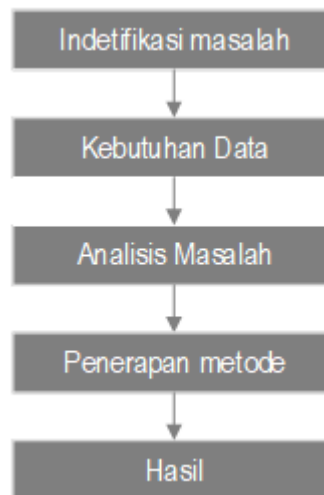 Indetifikasi masalah
Kebutuhan Data
Analisis Masalah
Penerapan metode
Hasil